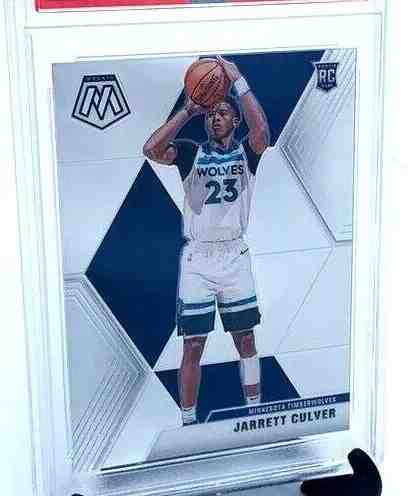 MOSAIC
RC
WOLVES
23
MINNESOTA TIMBERWOLVES
JARRETT CULVER